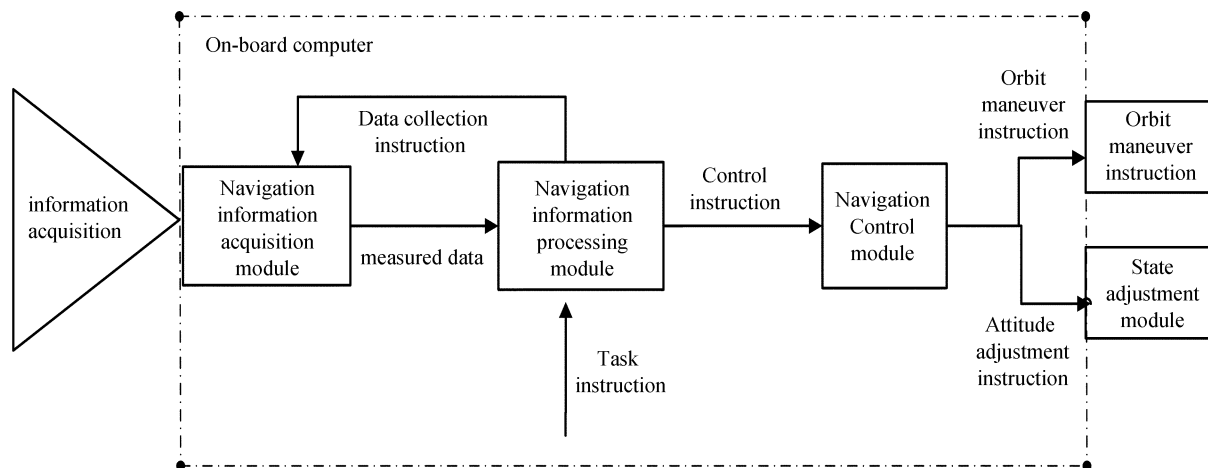 On-board computer
information
acquisition
Data collection
instruction
Navigation
information
acquisition
module
measured data
Navigation
information
processing
module
Task
instruction
Control
instruction
Navigation
Control
module
Orbit
maneuver
instruction
Orbit
maneuver
instruction
Attitude
adjustment
instruction
State
adjustment
module